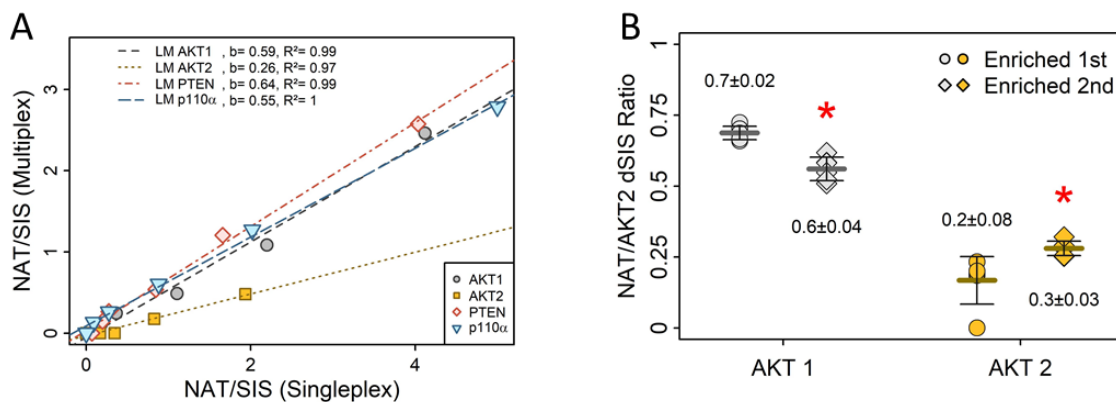 A
LM AKT1 , b= 0.59, R²= 0.99
LM AKT2 , b= 0.26, R²= 0.97
LM PTEN , b= 0.64, R²= 0.99
LM p110α , b= 0.55, R²= 1
NAT/SIS (Multiplex)
3
2
1
0
AKT1
AKT2
PTEN
p110α
0
2
4
NAT/SIS (Singleplex)
B
NAT/AKT2 dSIS Ratio
1
0.75
0.5
0.25
0
Enriched 1st
Enriched 2nd
0.7±0.02
*
0.6±0.04
0.2±0.08
*
0.3±0.03
AKT 1
AKT 2